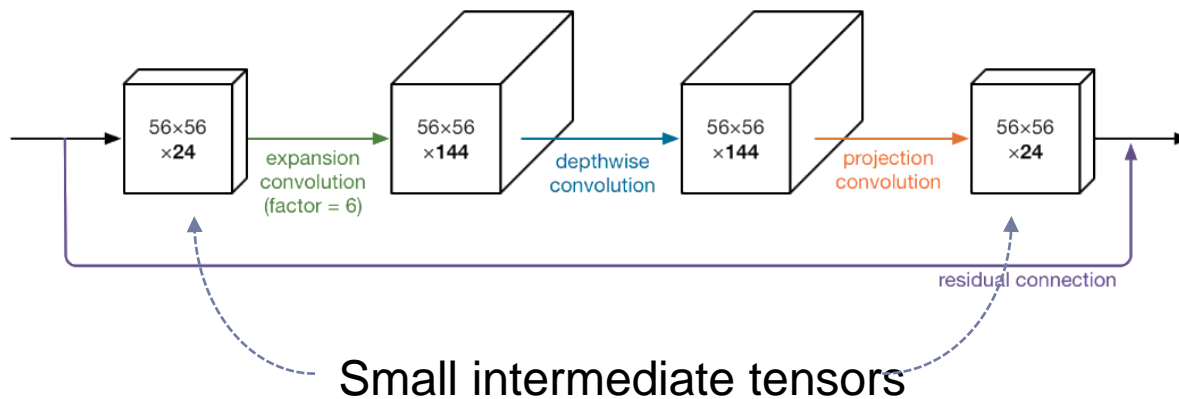 56×56
×24
expansion
convolution
(factor = 6)
56×56
×144
depthwise
convolution
56×56
×144
projection
convolution
56×56
×24
residual connection
Small intermediate tensors